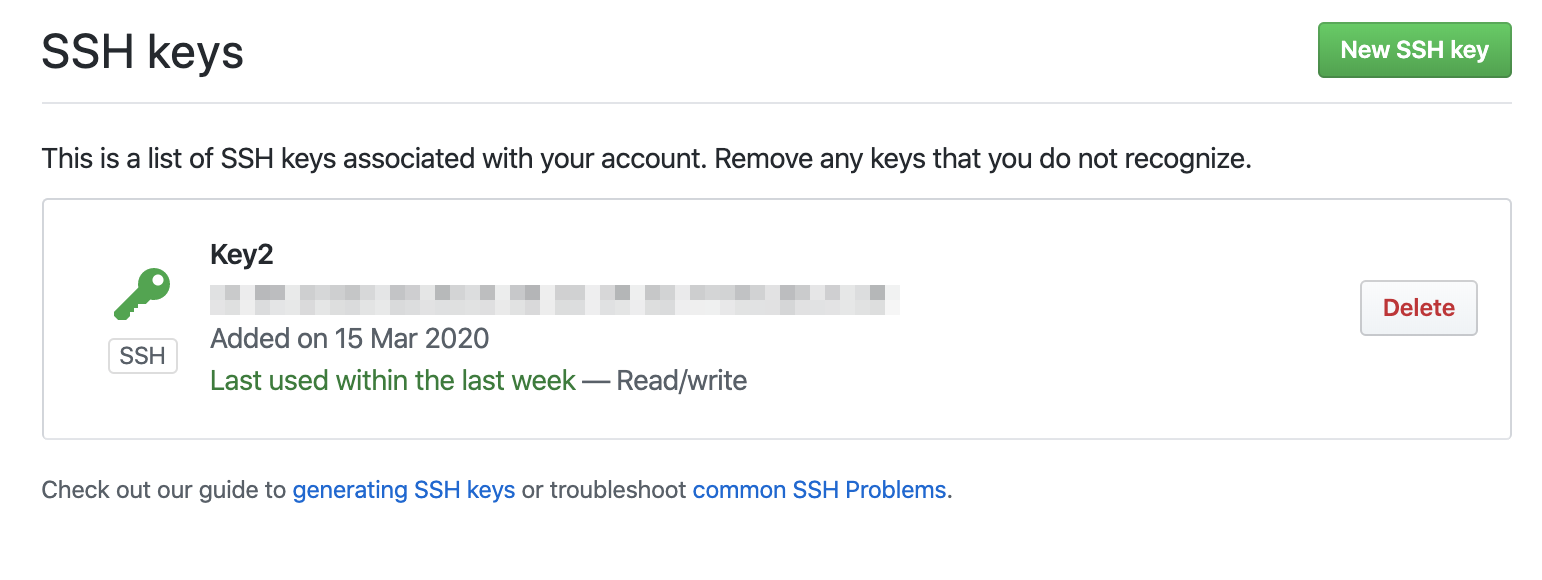 SSH keys
New SSH key
This is a list of SSH keys associated with your account. Remove any keys that you do not recognize.
Key2
Added on 15 Mar 2020
SSH
Last used within the last week — Read/write
Delete
Check out our guide to generating SSH keys or troubleshoot common SSH Problems.